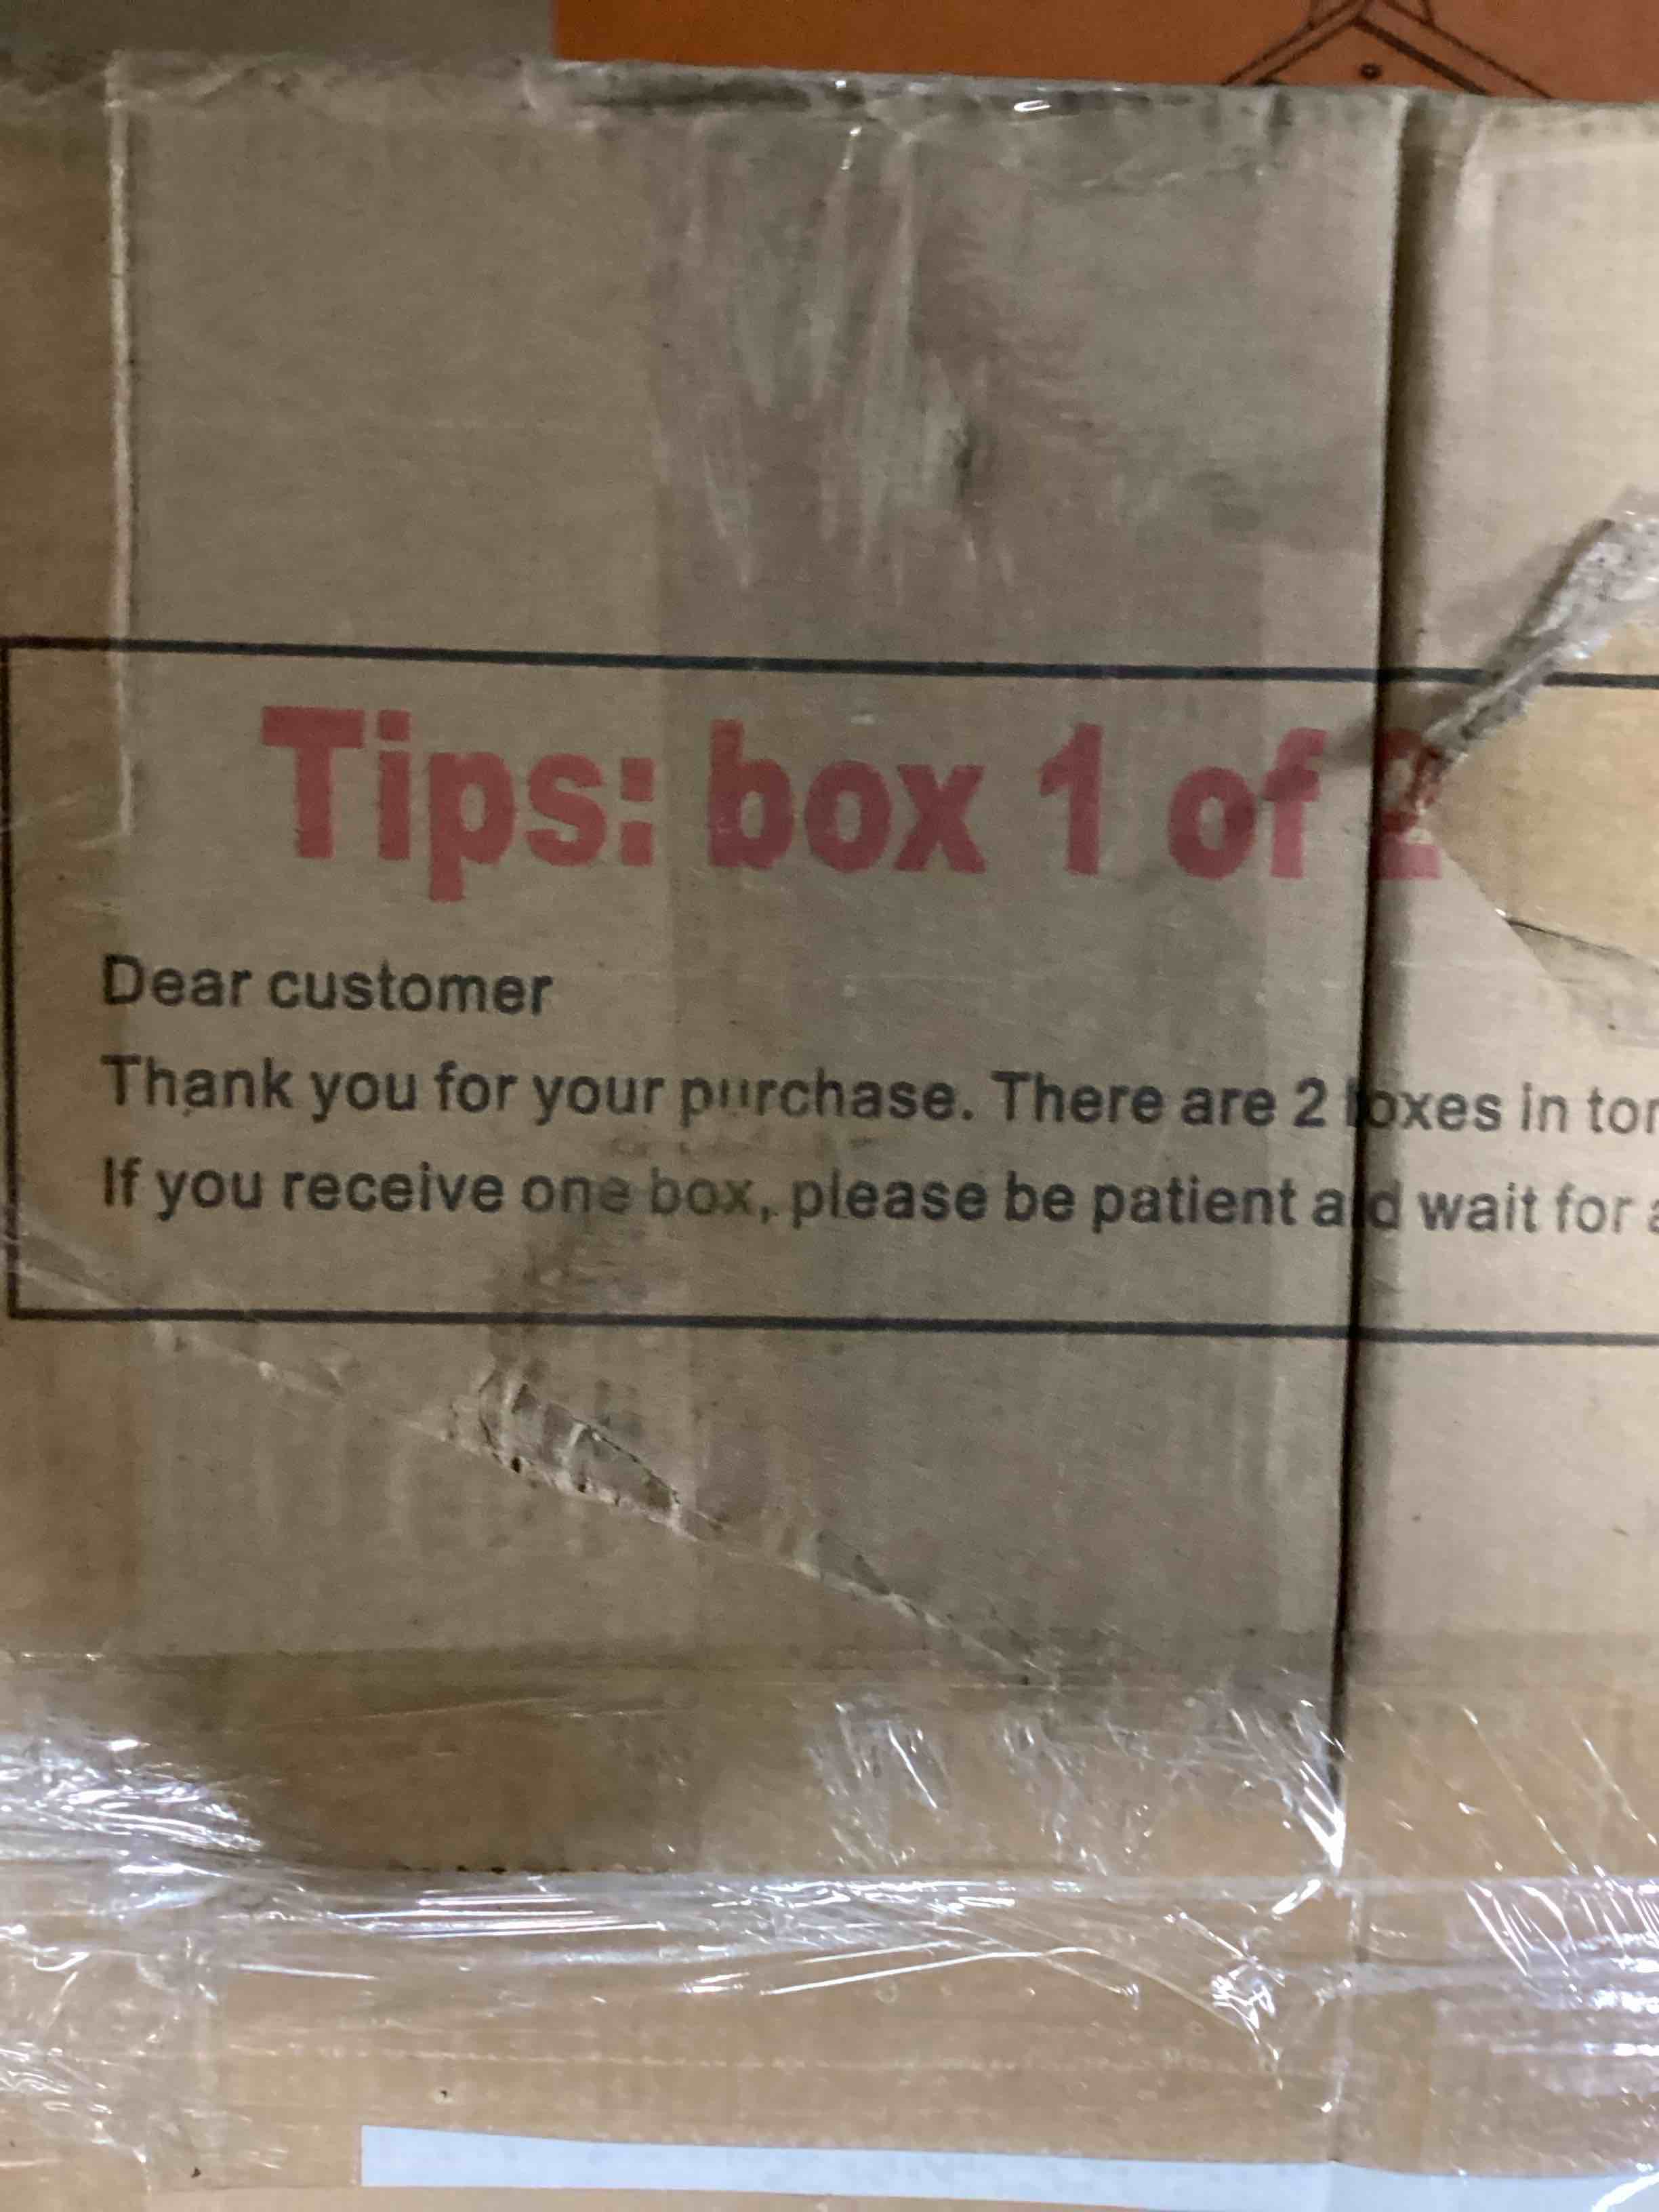 Tips: box 1 of 2
Dear customer
Thank you for your purchase. There are 2 boxes in
If you receive one box, please be patient and wait for